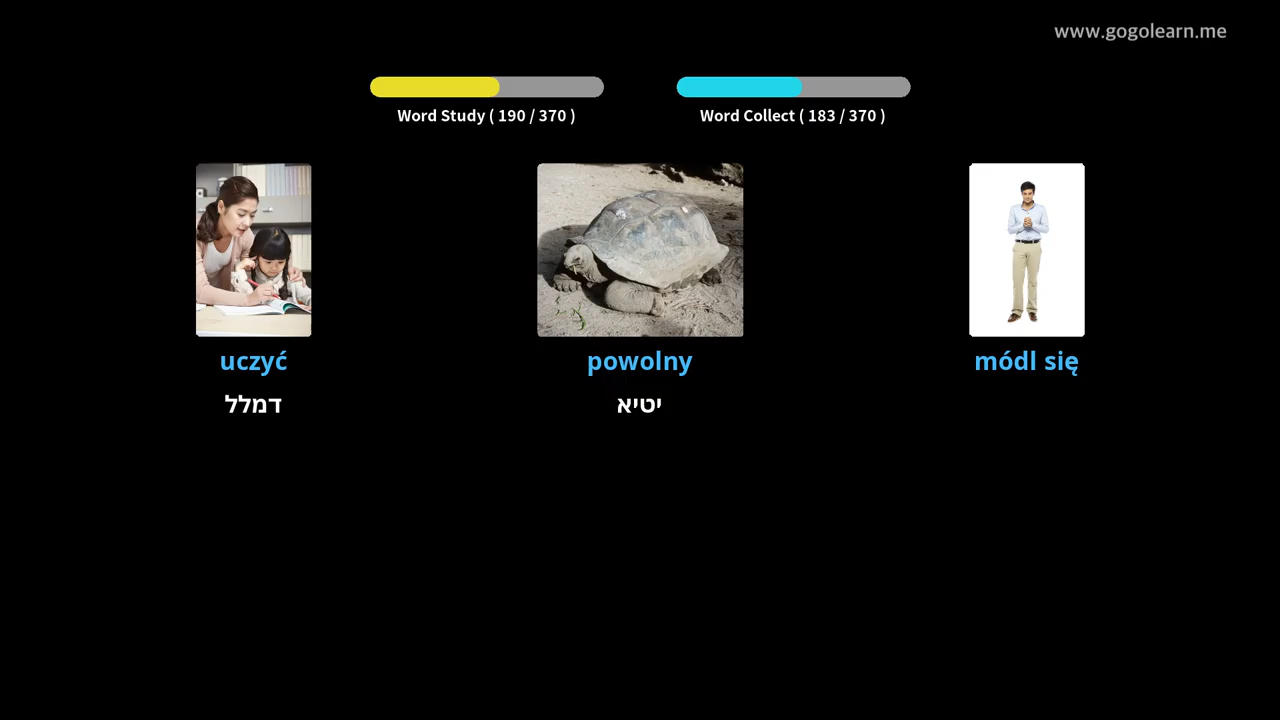 www.gogolearn.me
Word Study ( 190 / 370 )
Word Collect ( 183 / 370 )
uczyć
powolny
módl się
דמלל
יטיא